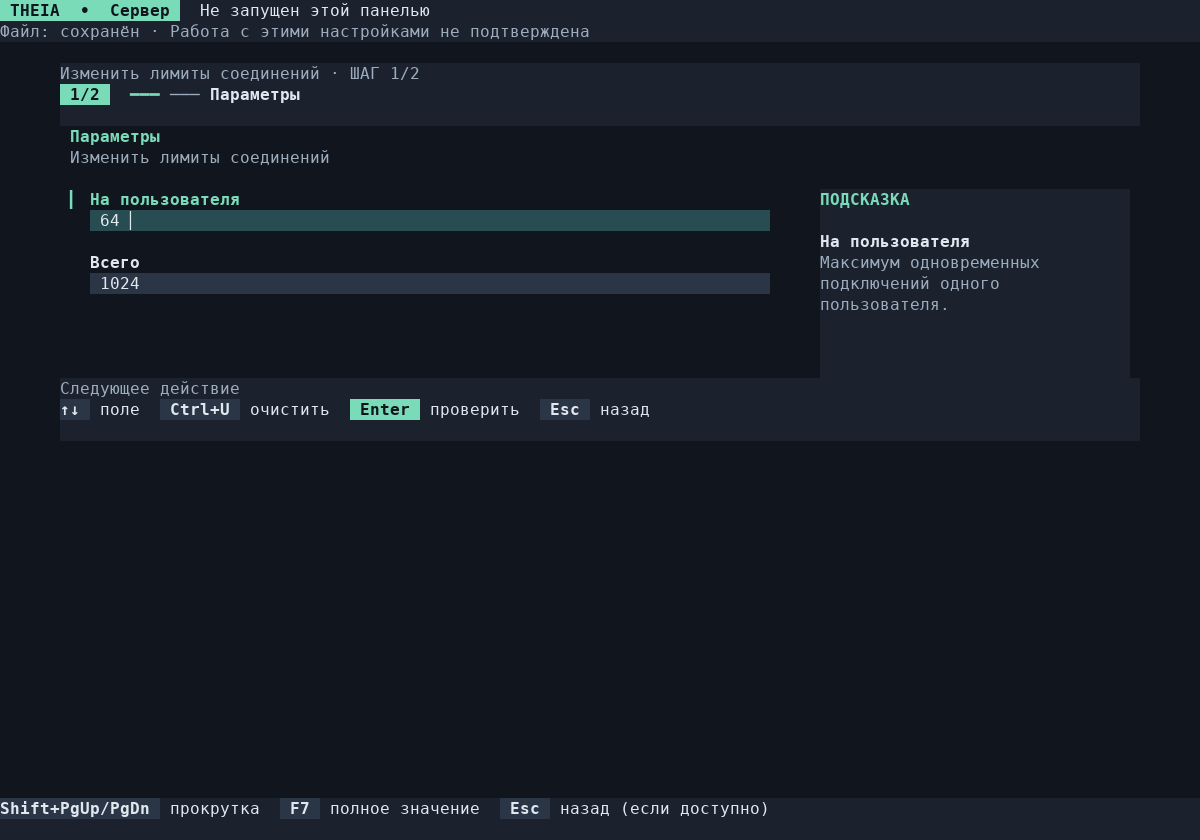 THEIA • Сервер Не запущен этой панелью
Файл: сохранён · Работа с этими настройками не подтверждена
Изменить лимиты соединений · ШАГ 1/2
1/2 ━━━ ─── Параметры
Параметры
Изменить лимиты соединений
На пользователя
64
Всего
1024
ПОДСКАЗКА
На пользователя
Максимум одновременных
подключений одного
пользователя.
Следующее действие
↑↓ поле Ctrl+U очистить Enter проверить Esc назад
Shift+PgUp/PgDn прокрутка F7 полное значение Esc назад (если доступно)